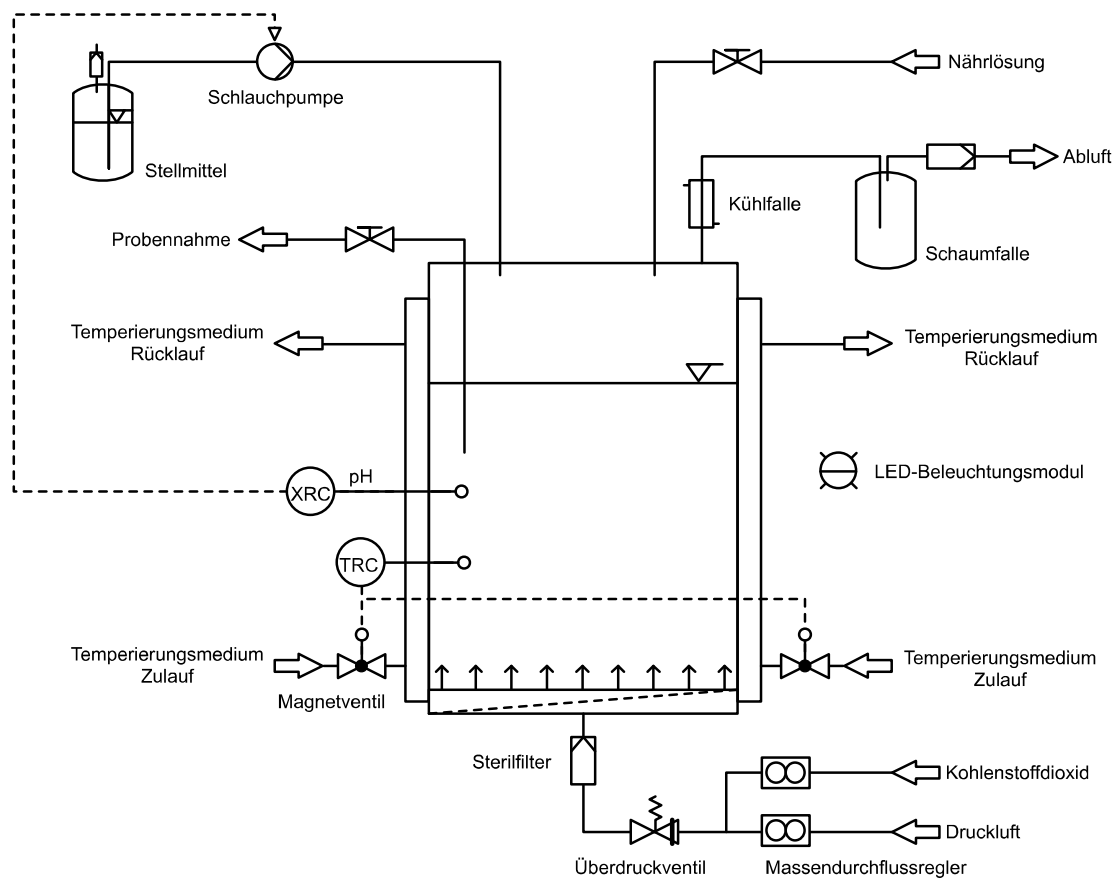 Nährlösung
Schlauchpumpe
Stellmittel
Abluft
Kühlfalle
Probennahme
Schaumfalle
Temperierungsmedium
Rücklauf
Temperierungsmedium
Rücklauf
pH
XRC
LED-Beleuchtungsmodul
TRC
Temperierungsmedium
Zulauf
Temperierungsmedium
Zulauf
Magnetventil
Sterilfilter
Kohlenstoffdioxid
Druckluft
Überdruckventil
Massendurchflussregler